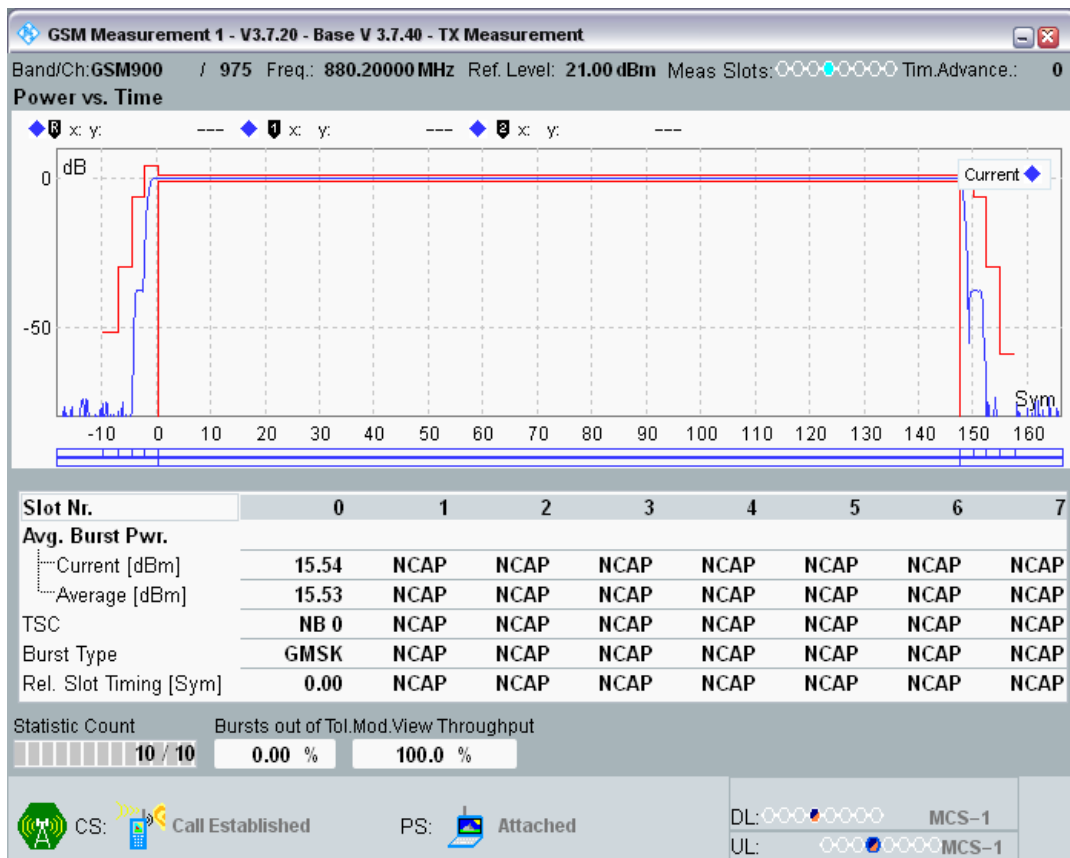 GSM Measurement 1 - V3.7.20 - Base V 3.7.40 - TX Measurement
Band/Ch:GSM900 / 975 Freq.: 880.20000 MHz Ref. Level: 21.00 dBm Meas Slots: Tim.Advance.: 0
Power vs. Time
R x: y: --- 1 x: y: --- 2 x: y: ---
dB
Current
0
-50
Sym
-10 0 10 20 30 40 50 60 70 80 90 100 110 120 130 140 150 160
Slot Nr. 0 1 2 3 4 5 6 7
Avg. Burst Pwr.
Current [dBm] 15.54 NCAP NCAP NCAP NCAP NCAP NCAP NCAP
Average [dBm] 15.53 NCAP NCAP NCAP NCAP NCAP NCAP NCAP
TSC NB 0 NCAP NCAP NCAP NCAP NCAP NCAP NCAP
Burst Type GMSK NCAP NCAP NCAP NCAP NCAP NCAP NCAP
Rel. Slot Timing [Sym] 0.00 NCAP NCAP NCAP NCAP NCAP NCAP NCAP
Statistic Count Bursts out of Tol.Mod.View Throughput
10 / 10 0.00 % 100.0 %
CS: Call Established PS: Attached
DL: MCS-1
UL: MCS-1